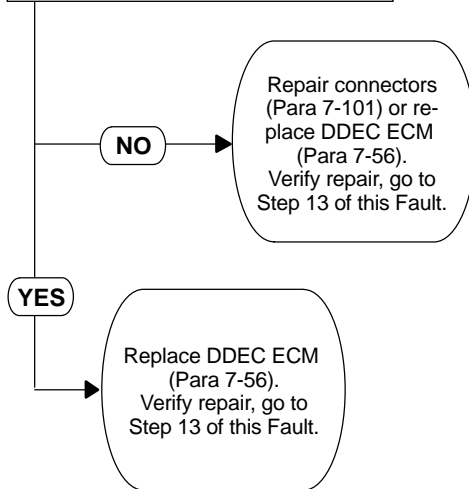 Repair connectors
(Para 7-101) or re-
place DDEC ECM
(Para 7-56).
Verify repair, go to
Step 13 of this Fault.
NO
YES
Replace DDEC ECM
(Para 7-56).
Verify repair, go to
Step 13 of this Fault.